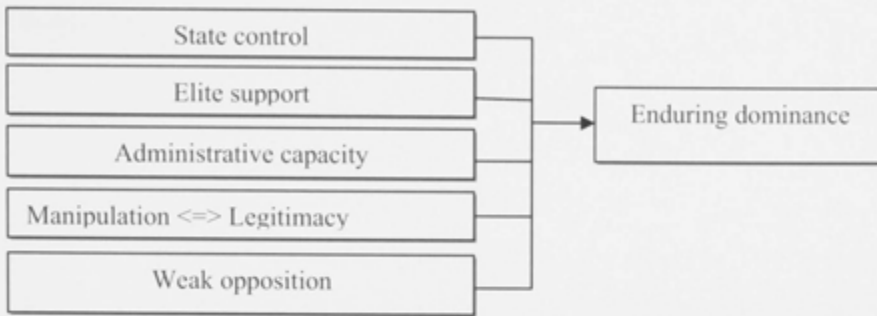 State control
Elite support
Enduring dominance
Administrative capacity
Manipulation <=> Legitimacy
Weak opposition